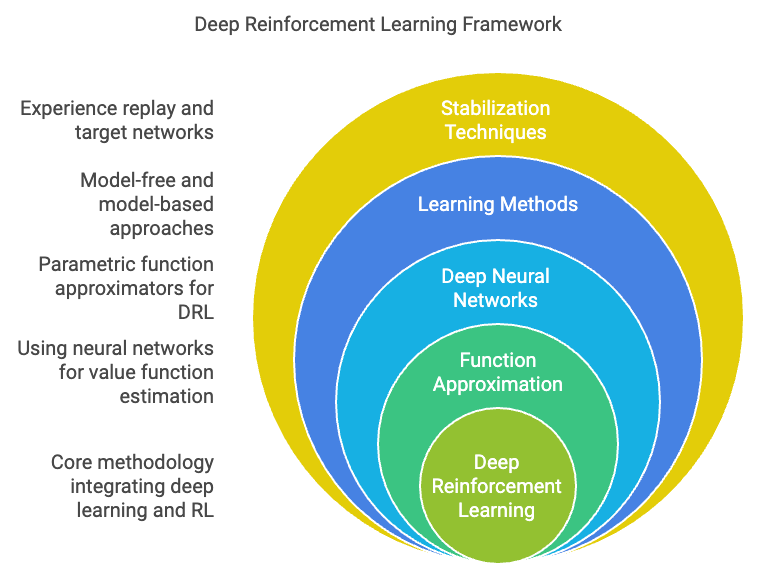 Deep Reinforcement Learning Framework
Experience replay and
target networks
Stabilization
Techniques
Model-free and
model-based
approaches
Learning Methods
Parametric function
approximators for
DRL
Deep Neural
Networks
Using neural networks
for value function
estimation
Function
Approximation
Core methodology
integrating deep
learning and RL
Deep
Reinforcement
Learning